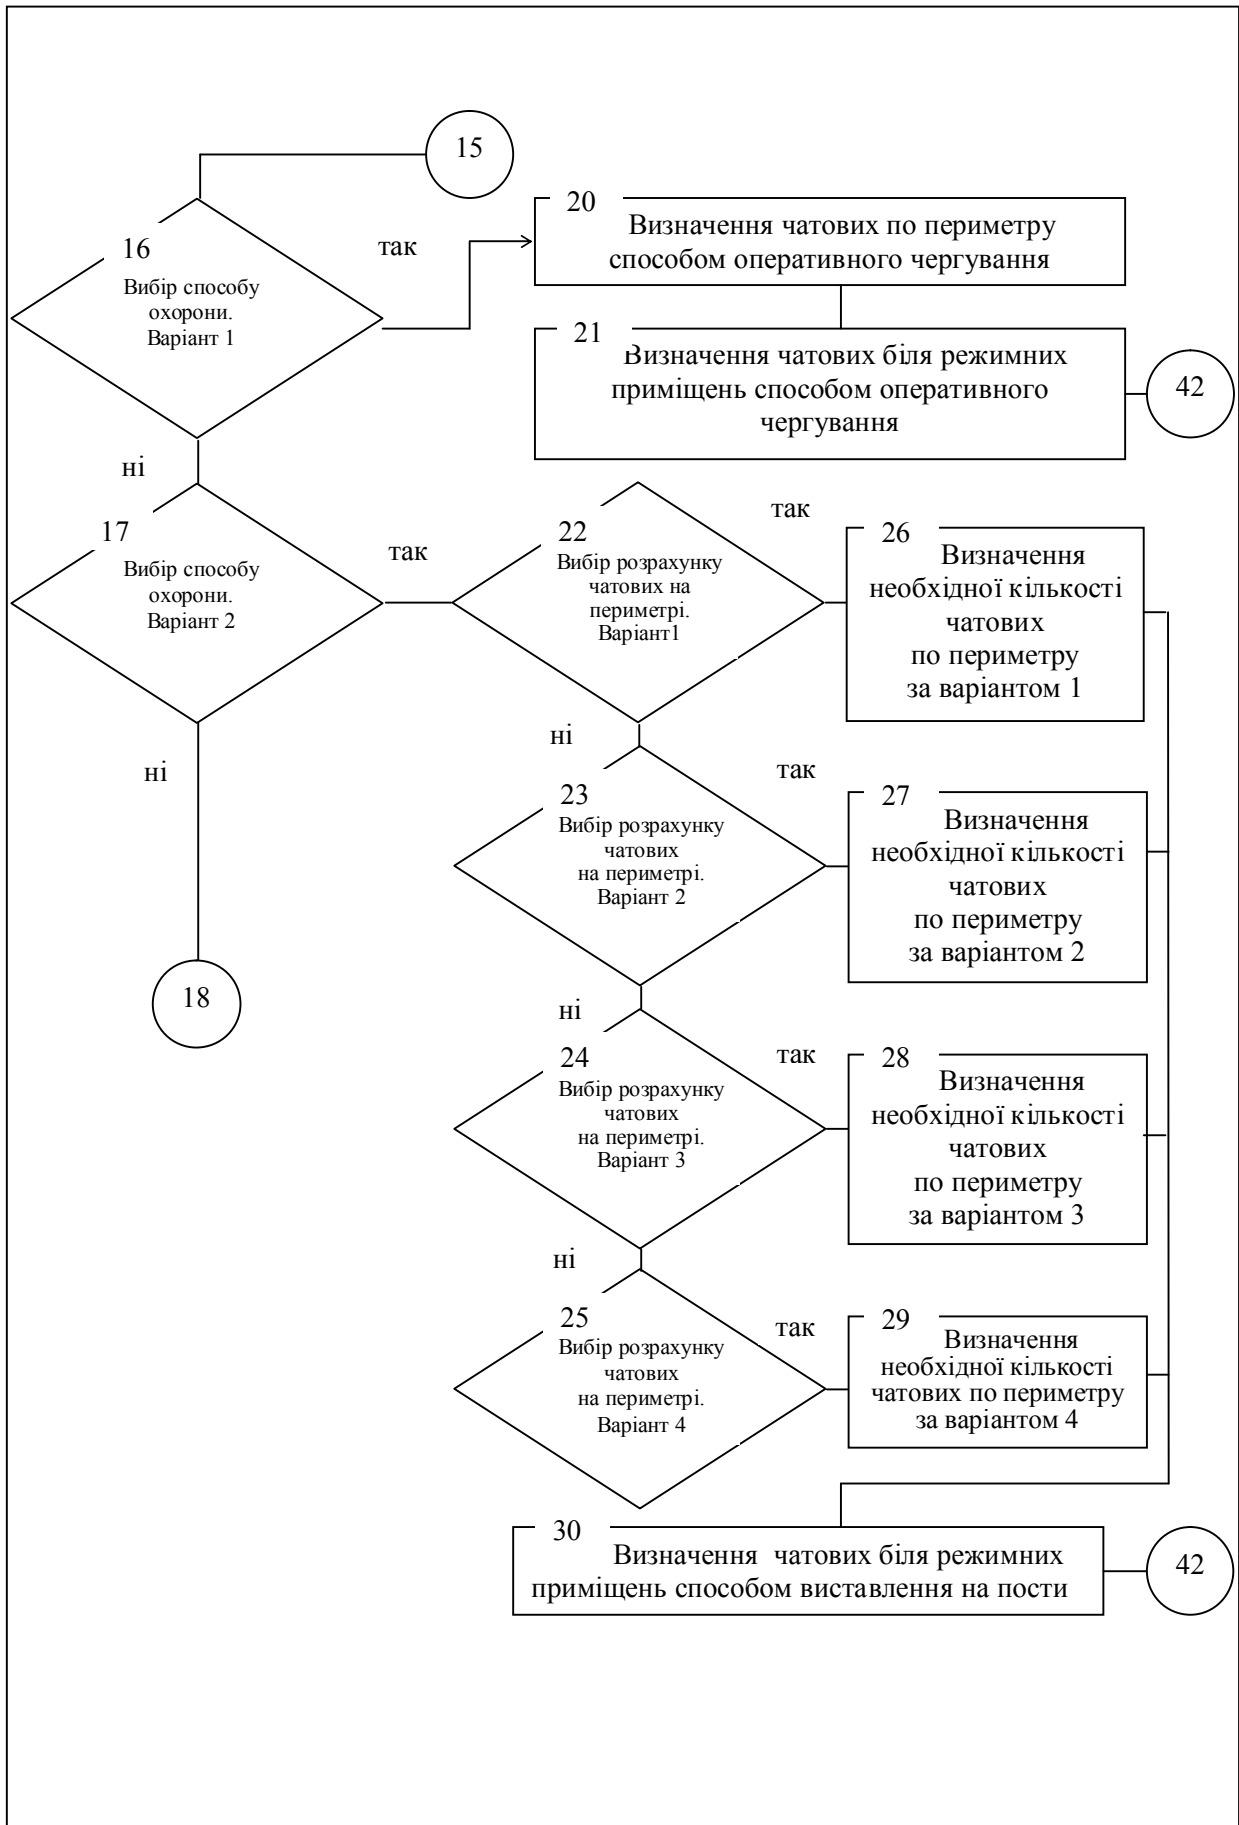 15
16
Вибір способу
охорони.
Варіант 1
так
20
Визначення чатових по периметру
способом оперативного чергування
21
Визначення чатових біля режимних
приміщень способом оперативного
чергування
42
ні
17
Вибір способу
охорони.
Варіант 2
так
22
Вибір розрахунку
чатових на
периметрі.
Варіант1
так
26
Визначення
необхідної кількості
чатових
по периметру
за варіантом 1
ні
18
ні
23
Вибір розрахунку
чатових
на периметрі.
Варіант 2
так
27
Визначення
необхідної кількості
чатових
по периметру
за варіантом 2
ні
24
Вибір розрахунку
чатових
на периметрі.
Варіант 3
так
28
Визначення
необхідної кількості
чатових
по периметру
за варіантом 3
ні
25
Вибір розрахунку
чатових
на периметрі.
Варіант 4
так
29
Визначення
необхідної кількості
чатових по периметру
за варіантом 4
30
Визначення чатових біля режимних
приміщень способом виставлення на пости
42